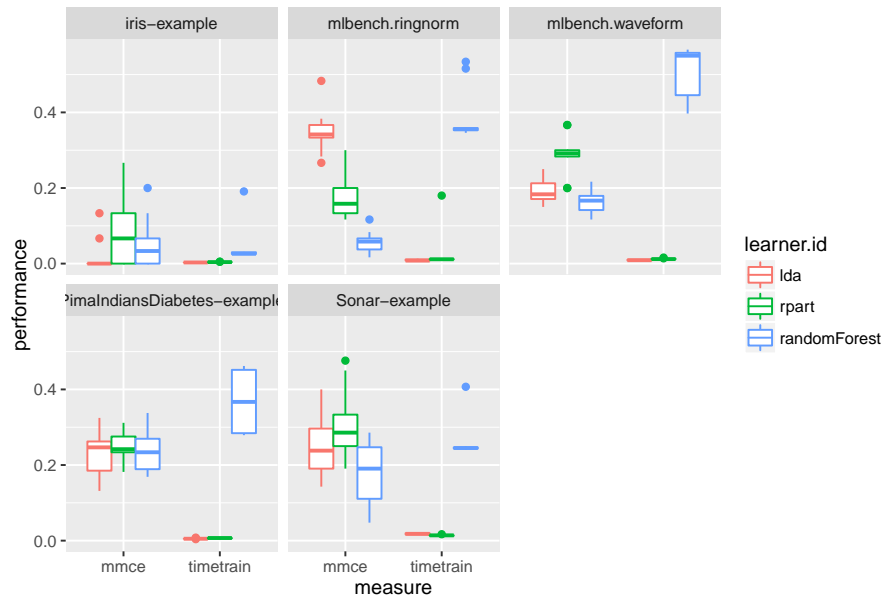 iris−example
mlbench.ringnorm
mlbench.waveform
0.4
0.2
0.0
PimaIndiansDiabetes−example
Sonar−example
0.4
0.2
0.0
mmce
timetrain
mmce
timetrain
measure
performance
learner.id
lda
rpart
randomForest